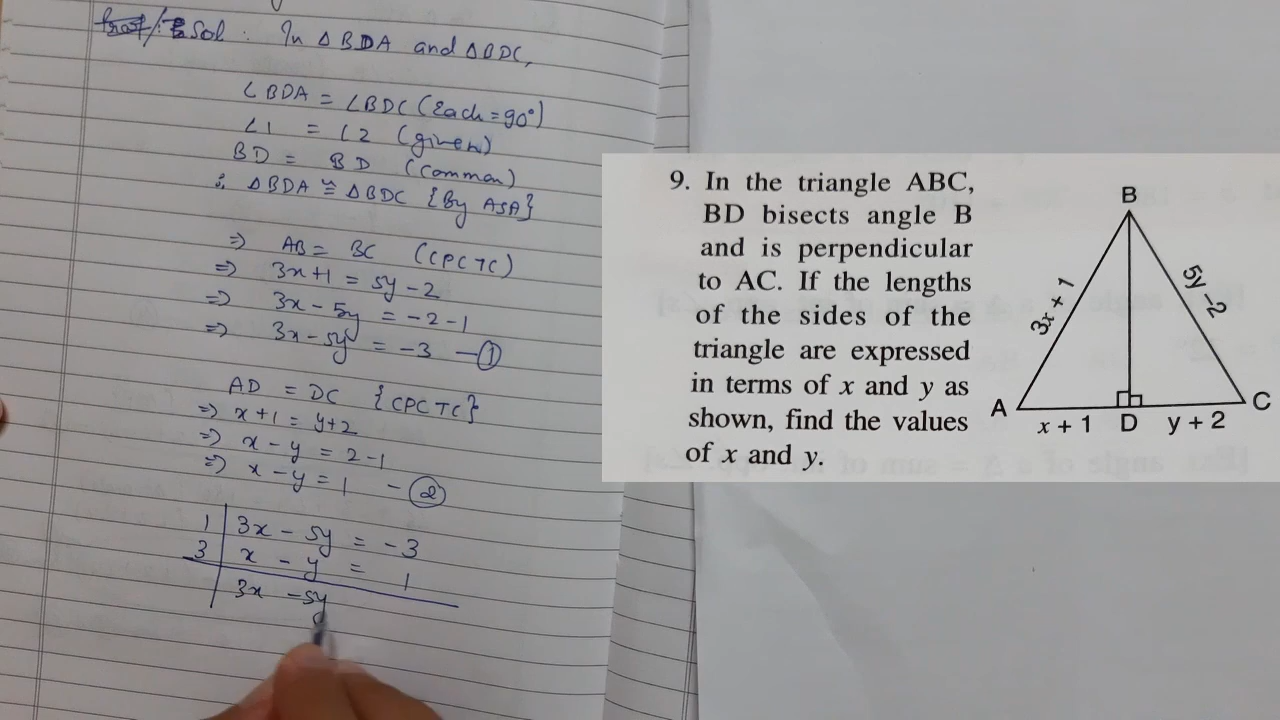 Sol : In △BDA and △BDC,
∠BDA = ∠BDC (Each = 90°)
∠1 = ∠2 (given)
BD = BD (Common)
∴ △BDA ≅ △BDC {By ASA}
⇒ AB = BC (CPCTC)
⇒ 3x+1 = 5y-2
⇒ 3x - 5y = -2-1
⇒ 3x-5y = -3 —①
AD = DC {CPCTC}
⇒ x+1 = y+2
⇒ x-y = 2-1
⇒ x-y = 1 -②
1 | 3x - 5y = -3
3 | x - y = 1
3x -5y
9. In the triangle ABC,
BD bisects angle B
and is perpendicular
to AC. If the lengths
of the sides of the
triangle are expressed
in terms of x and y as
shown, find the values
of x and y.
B
3x + 1
5y -2
A
x + 1
D
y + 2
C